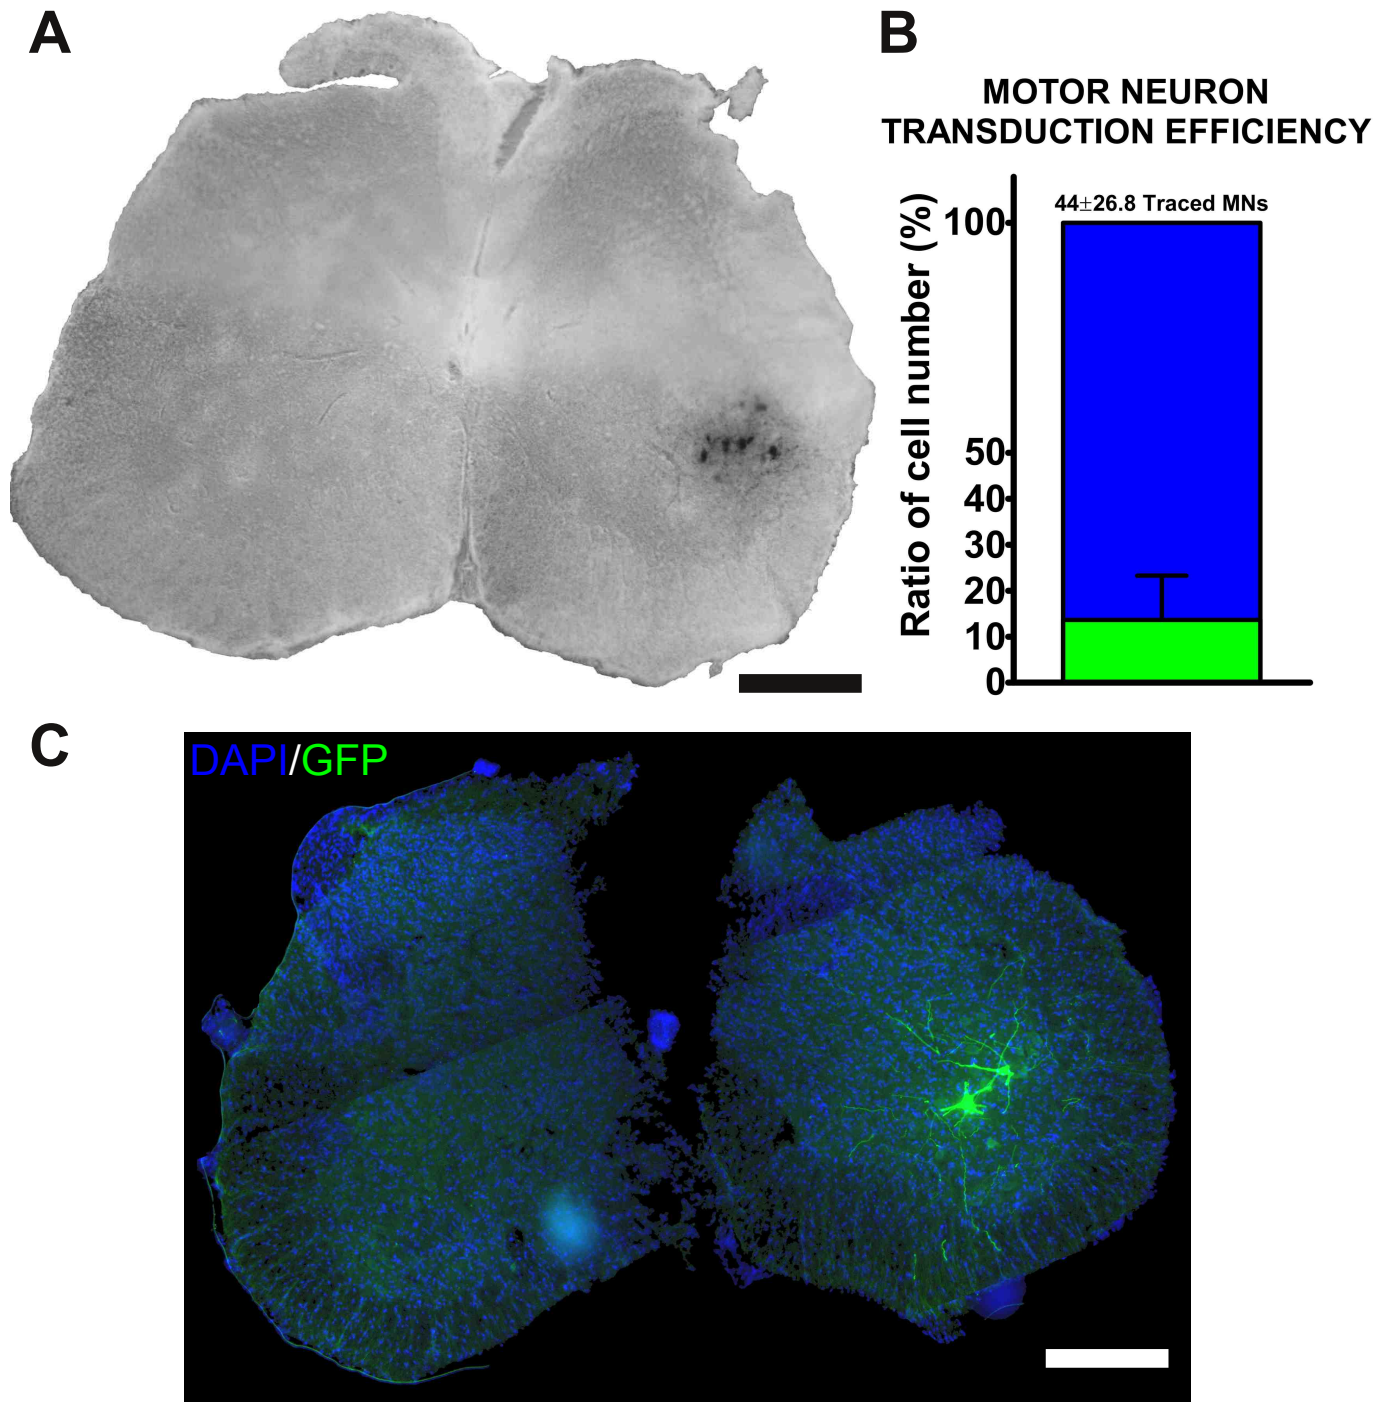 A
B
MOTOR NEURON
TRANSDUCTION EFFICIENCY
44±26.8 Traced MNs
Ratio of cell number (%)
100
50
40
30
20
10
0
C
DAPI/GFP